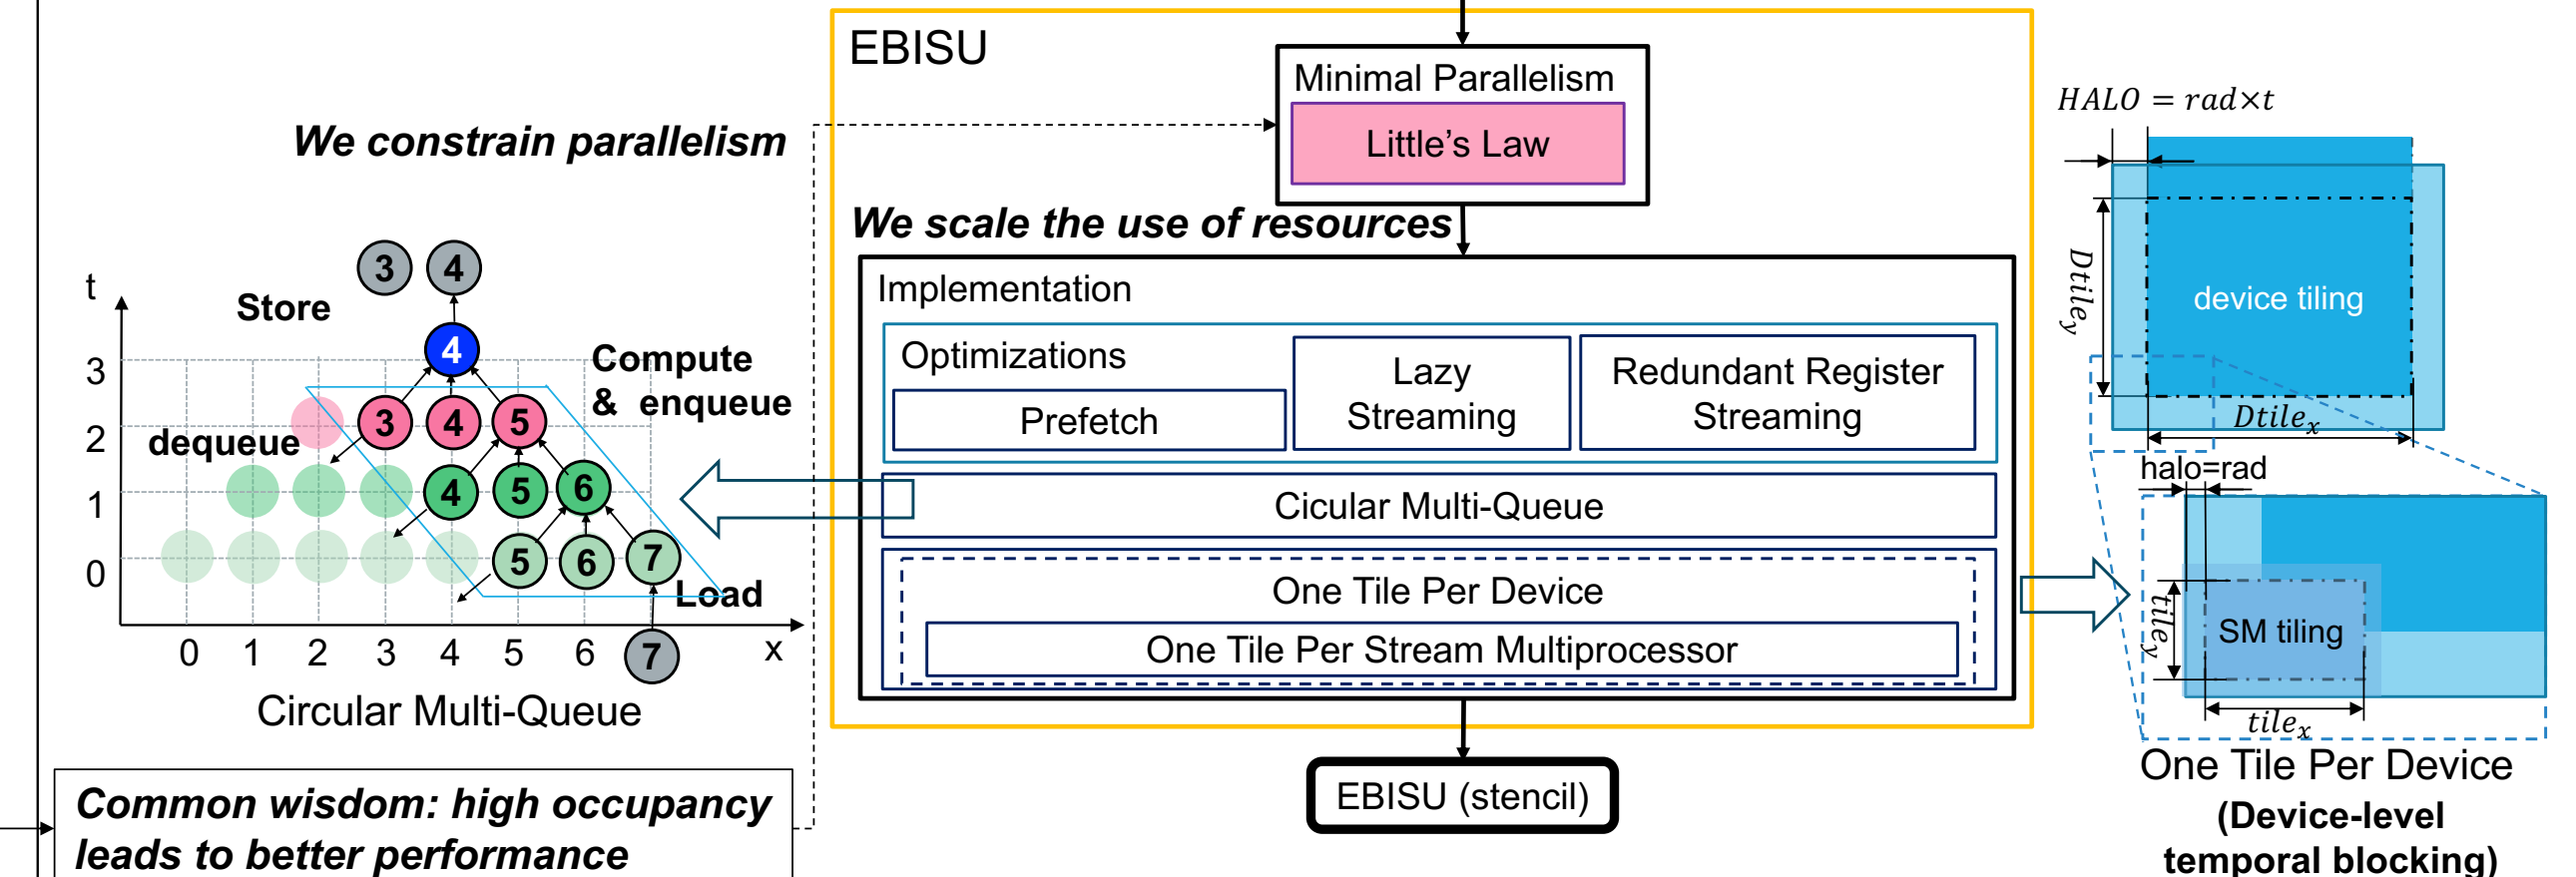 EBISU
Minimal Parallelism
Little's Law
We constrain parallelism
We scale the use of resources
Implementation
Optimizations
Prefetch
Lazy
Streaming
Redundant Register
Streaming
Cicular Multi-Queue
One Tile Per Device
One Tile Per Stream Multiprocessor
EBISU (stencil)
t
3 4
Store
4
Compute
& enqueue
3
3 4 5
2
dequeue
4 5 6
1
5 6 7
0
Load
0 1 2 3 4 5 6 7 x
Circular Multi-Queue
Common wisdom: high occupancy
leads to better performance
HALO = rad×t
Dtile_y
device tiling
Dtile_x
halo=rad
tile_y
SM tiling
tile_x
One Tile Per Device
(Device-level
temporal blocking)